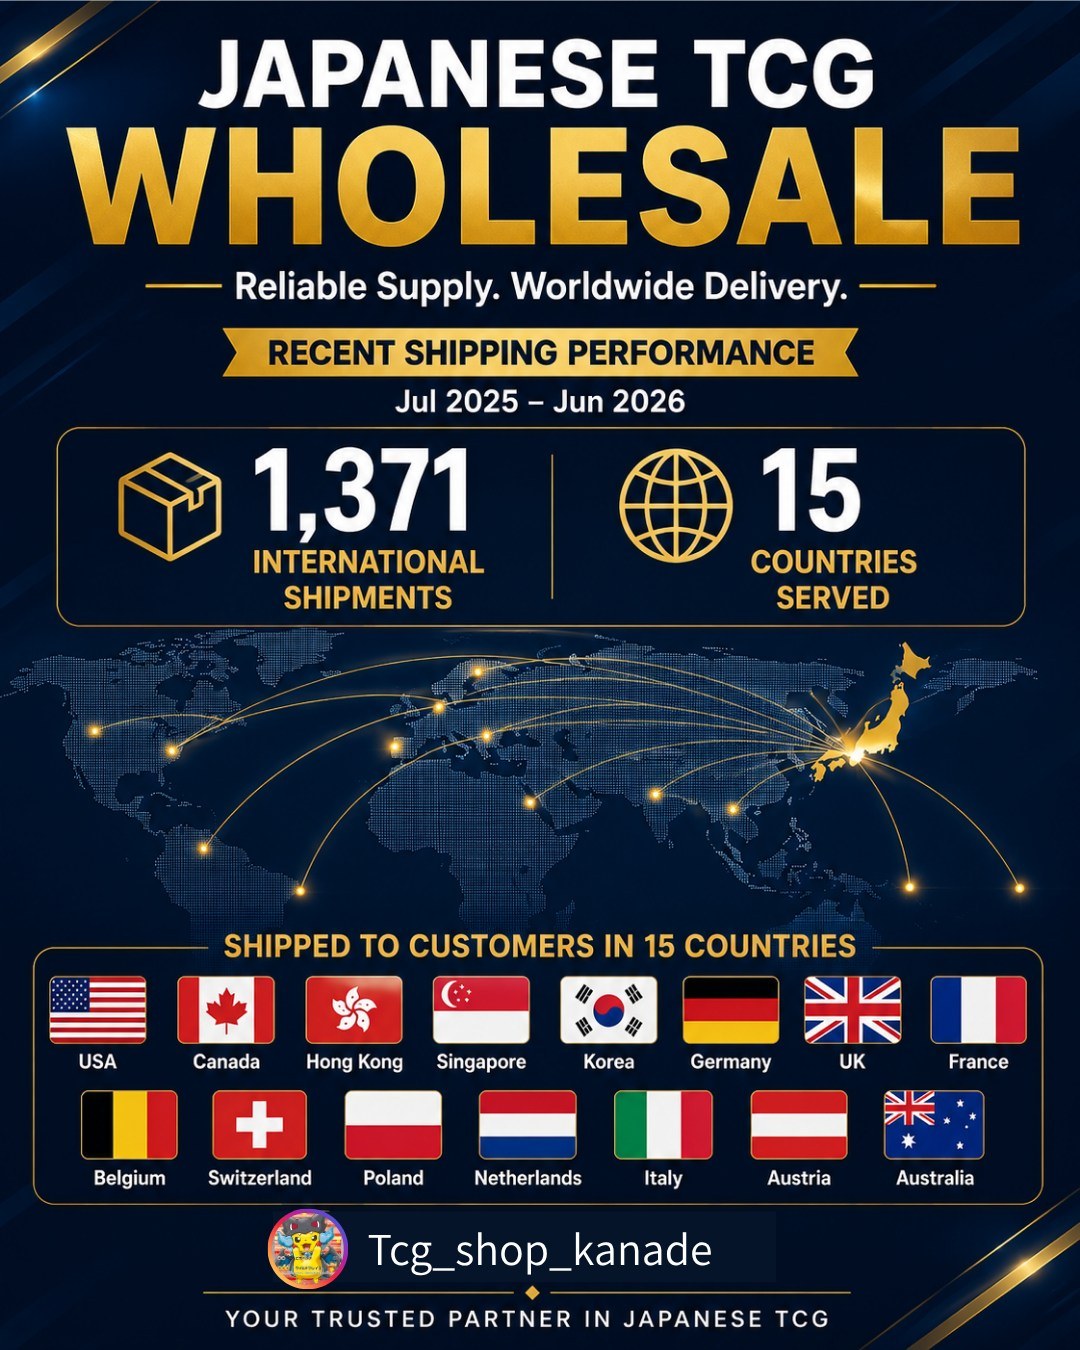 JAPANESE TCG
WHOLESALE
Reliable Supply. Worldwide Delivery.
RECENT SHIPPING PERFORMANCE
Jul 2025 – Jun 2026
1,371
INTERNATIONAL
SHIPMENTS
15
COUNTRIES
SERVED
SHIPPED TO CUSTOMERS IN 15 COUNTRIES
USA
Canada
Hong Kong
Singapore
Korea
Germany
UK
France
Belgium
Switzerland
Poland
Netherlands
Italy
Austria
Australia
Tcg_shop_kanade
YOUR TRUSTED PARTNER IN JAPANESE TCG